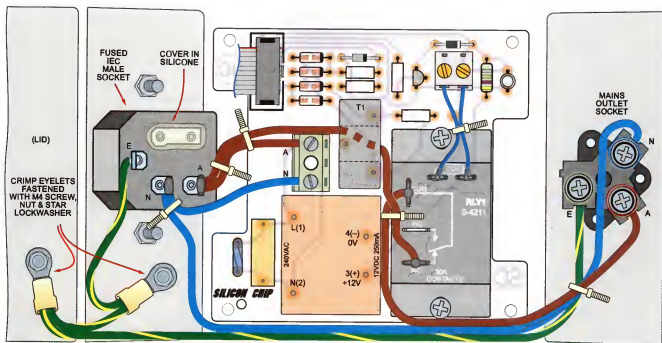 FUSED
IEC
MALE
SOCKET
COVER IN
SILICONE
(LID)
CRIMP EYELETS
FASTENED
WITH M4 SCREW,
NUT & STAR
LOCKWASHER
E
N
A
A
N
T1
L(1)
N(2)
240VAC
4(–)
0V
3(+)
+12V
12VDC 250mA
SILICON CHIP
RLY1
S-4211
30A
CONTACTS
MAINS
OUTLET
SOCKET
N
E
A